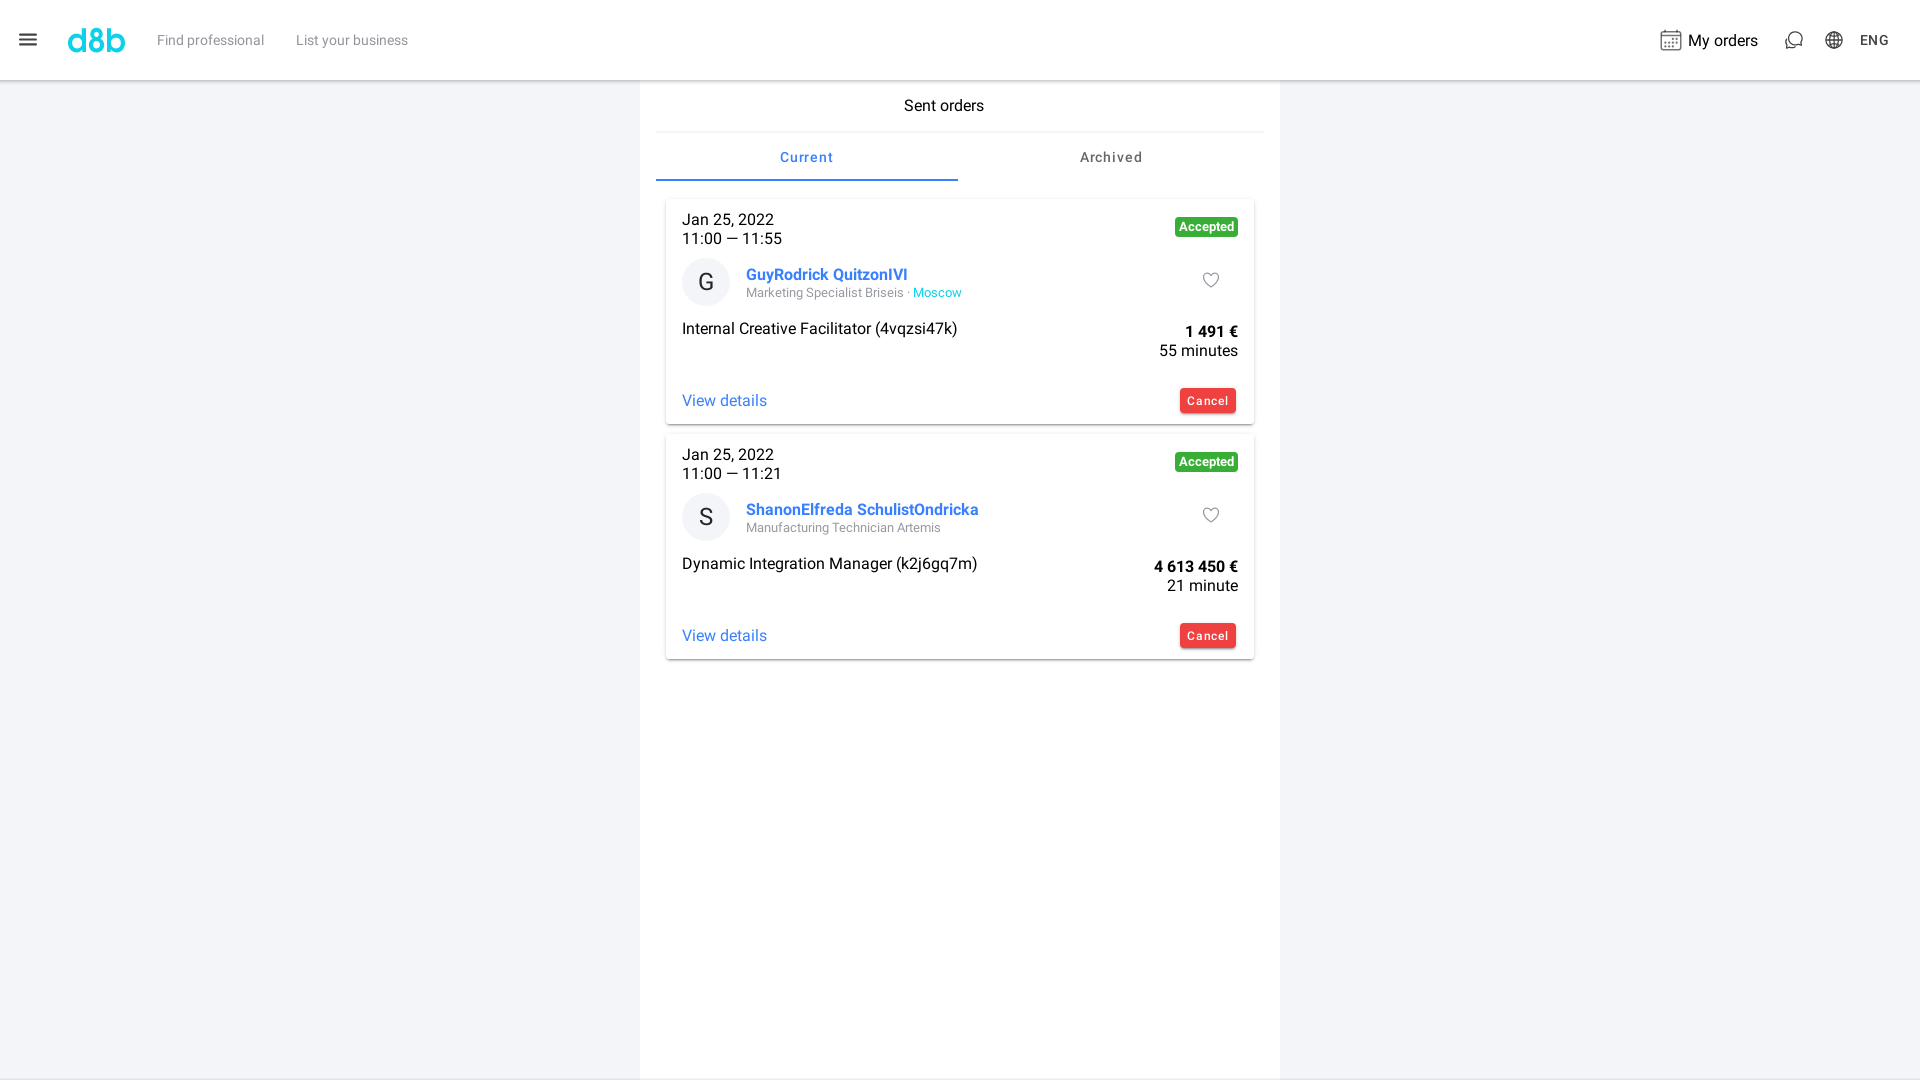 d8b
Find professional
List your business
My orders
ENG
Sent orders
Current
Archived
Jan 25, 2022
11:00 — 11:55
Accepted
G
GuyRodrick QuitzonIVI
Marketing Specialist Briseis · Moscow
Internal Creative Facilitator (4vqzsi47k)
1 491 €
55 minutes
View details
Cancel
Jan 25, 2022
11:00 — 11:21
Accepted
S
ShanonElfreda SchulistOndricka
Manufacturing Technician Artemis
Dynamic Integration Manager (k2j6gq7m)
4 613 450 €
21 minute
View details
Cancel